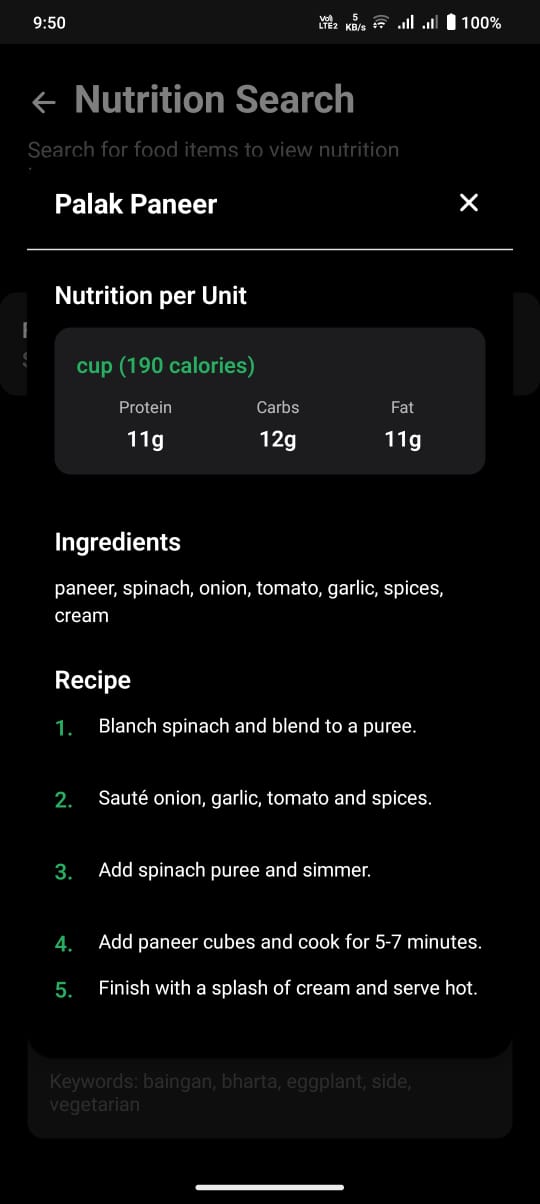 9:50
Vo))
LTE2
5
KB/s
100%
Nutrition Search
Search for food items to view nutrition
Palak Paneer
Nutrition per Unit
cup (190 calories)
Protein Carbs Fat
11g 12g 11g
Ingredients
paneer, spinach, onion, tomato, garlic, spices,
cream
Recipe
1. Blanch spinach and blend to a puree.
2. Sauté onion, garlic, tomato and spices.
3. Add spinach puree and simmer.
4. Add paneer cubes and cook for 5-7 minutes.
5. Finish with a splash of cream and serve hot.
Keywords: baingan, bharta, eggplant, side,
vegetarian